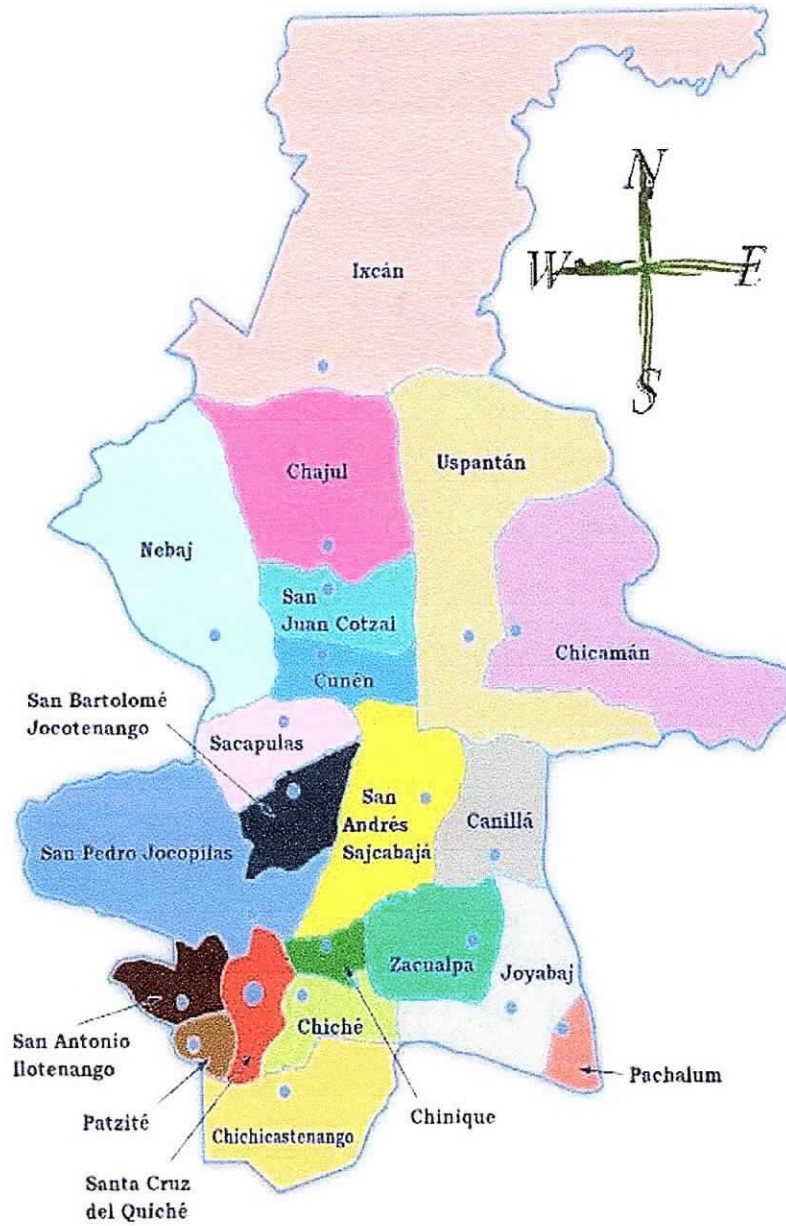 N
W E
S
Ixcán
Chajul
Uspantán
Nebaj
San
Juan Cotzal
Chicamán
Cunén
San Bartolomé
Jocotenango
Sacapulas
San
Andrés
Sajcabajá
Canillá
San Pedro Jocopilas
Zacualpa
Joyabaj
San Antonio
Ilotenango
Chiché
Pachalum
Patzité
Chinique
Chichicastenango
Santa Cruz
del Quiché